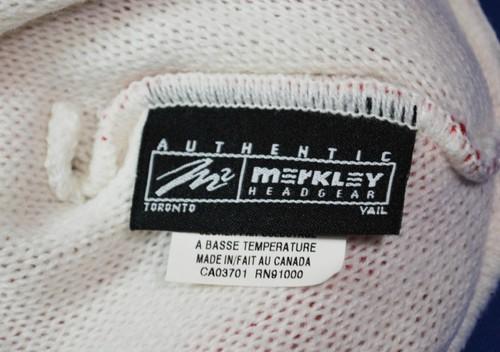 AUTHENTIC
M2 MERKLEY
HEADGEAR
TORONTO VAIL
A BASSE TEMPERATURE
MADE IN/FAIT AU CANADA
CA03701 RN91000